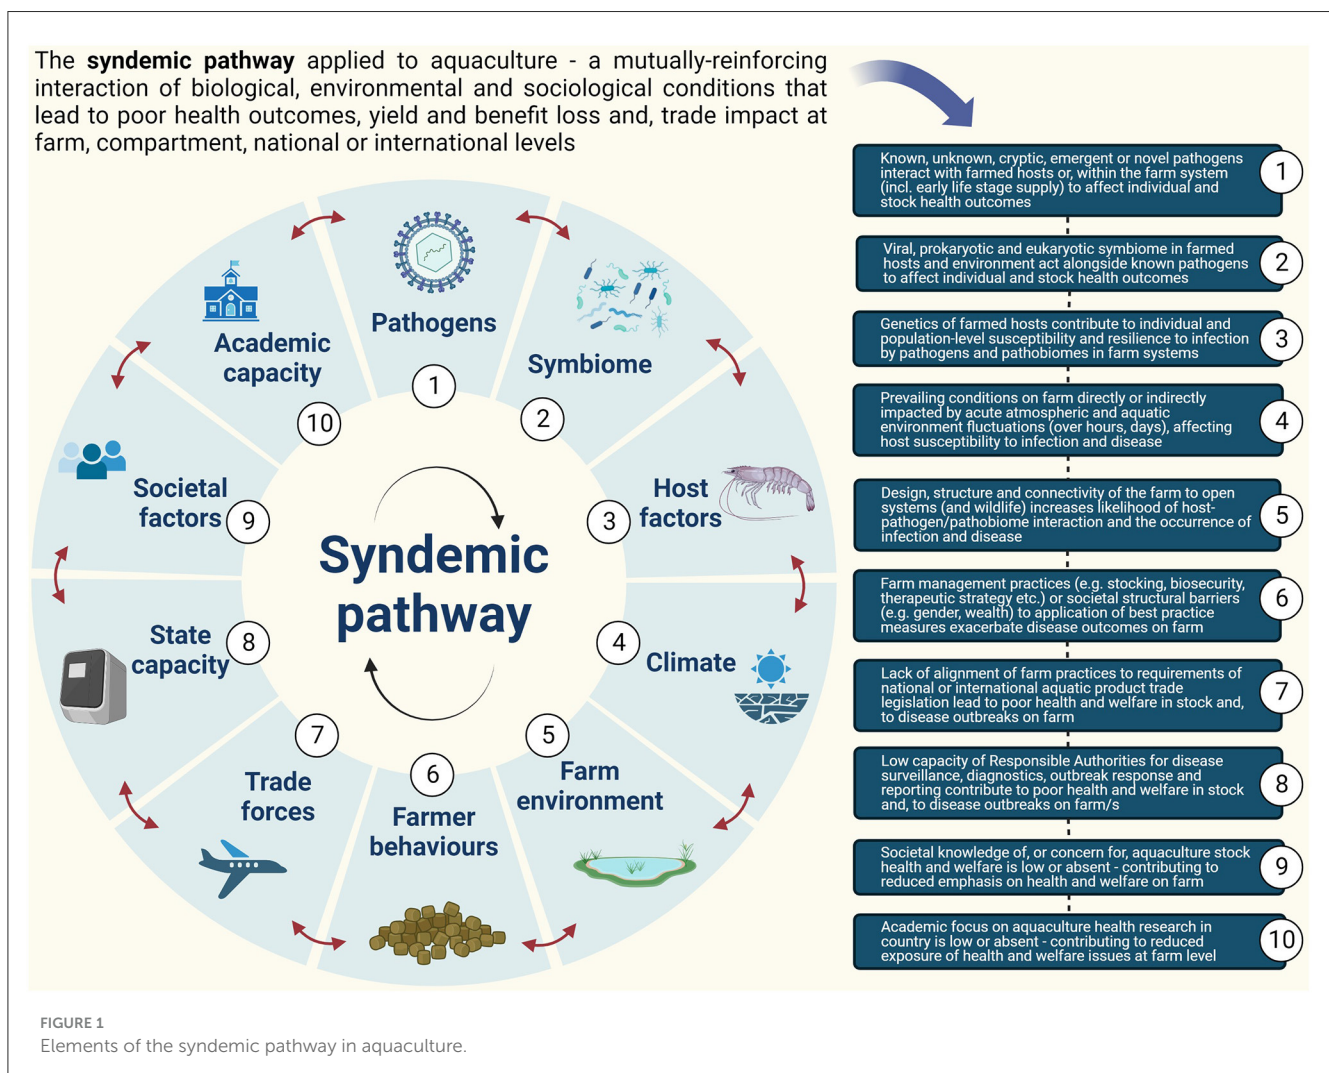 The syndemic pathway applied to aquaculture - a mutually-reinforcing
interaction of biological, environmental and sociological conditions that
lead to poor health outcomes, yield and benefit loss and, trade impact at
farm, compartment, national or international levels
Pathogens
1
Symbiome
2
Host
factors
3
Climate
4
Farm
environment
5
Farmer
behaviours
6
Trade
forces
7
State
capacity
8
Societal
factors
9
Academic
capacity
10
Syndemic
pathway
Known, unknown, cryptic, emergent or novel pathogens
interact with farmed hosts or, within the farm system
(incl. early life stage supply) to affect individual and
stock health outcomes
1
Viral, prokaryotic and eukaryotic symbiome in farmed
hosts and environment act alongside known pathogens
to affect individual and stock health outcomes
2
Genetics of farmed hosts contribute to individual and
population-level susceptibility and resilience to infection
by pathogens and pathobiomes in farm systems
3
Prevailing conditions on farm directly or indirectly
impacted by acute atmospheric and aquatic
environment fluctuations (over hours, days), affecting
host susceptibility to infection and disease
4
Design, structure and connectivity of the farm to open
systems (and wildlife) increases likelihood of host-
pathogen/pathobiome interaction and the occurrence of
infection and disease
5
Farm management practices (e.g. stocking, biosecurity,
therapeutic strategy etc.) or societal structural barriers
(e.g. gender, wealth) to application of best practice
measures exacerbate disease outcomes on farm
6
Lack of alignment of farm practices to requirements of
national or international aquatic product trade
legislation lead to poor health and welfare in stock and,
to disease outbreaks on farm
7
Low capacity of Responsible Authorities for disease
surveillance, diagnostics, outbreak response and
reporting contribute to poor health and welfare in stock
and, to disease outbreaks on farm/s
8
Societal knowledge of, or concern for, aquaculture stock
health and welfare is low or absent - contributing to
reduced emphasis on health and welfare on farm
9
Academic focus on aquaculture health research in
country is low or absent - contributing to reduced
exposure of health and welfare issues at farm level
10
FIGURE 1
Elements of the syndemic pathway in aquaculture.